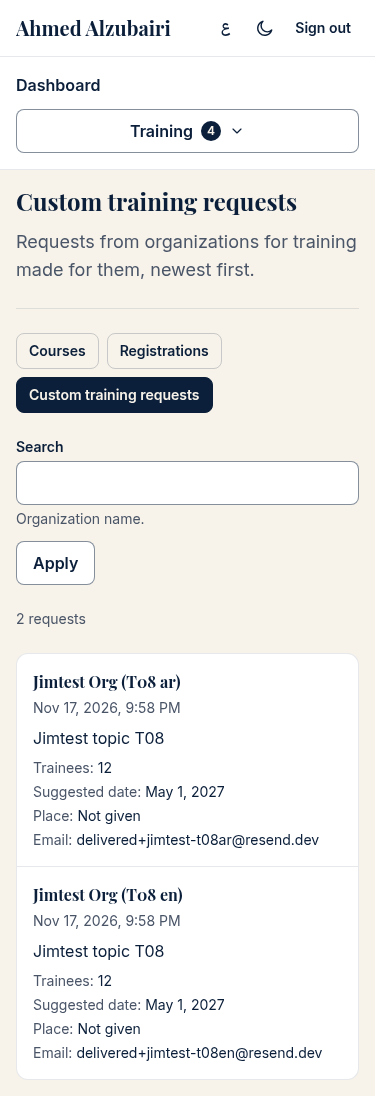 Ahmed Alzubairi ع Sign out
Dashboard
Training 4
Custom training requests
Requests from organizations for training
made for them, newest first.
Courses Registrations
Custom training requests
Search
Organization name.
Apply
2 requests
Jimtest Org (T08 ar)
Nov 17, 2026, 9:58 PM
Jimtest topic T08
Trainees: 12
Suggested date: May 1, 2027
Place: Not given
Email: delivered+jimtest-t08ar@resend.dev
Jimtest Org (T08 en)
Nov 17, 2026, 9:58 PM
Jimtest topic T08
Trainees: 12
Suggested date: May 1, 2027
Place: Not given
Email: delivered+jimtest-t08en@resend.dev